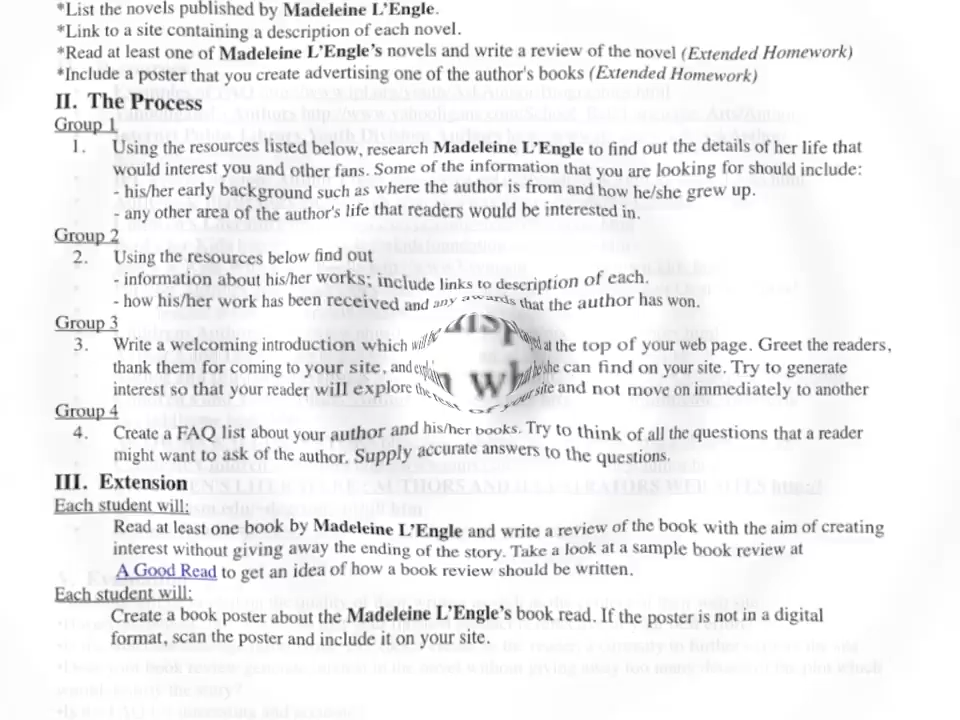 *List the novels published by Madeleine L'Engle.
*Link to a site containing a description of each novel.
*Read at least one of Madeleine L'Engle's novels and write a review of the novel (Extended Homework)
*Include a poster that you create advertising one of the author's books (Extended Homework)
II. The Process
Group 1
1. Using the resources listed below, research Madeleine L'Engle to find out the details of her life that
would interest you and other fans. Some of the information that you are looking for should include:
- his/her early background such as where the author is from and how he/she grew up.
- any other area of the author's life that readers would be interested in.
Group 2
2. Using the resources below find out
- information about his/her works; include links to description of each.
- how his/her work has been received and any awards that the author has won.
Group 3
3. Write a welcoming introduction which will be displayed at the top of your web page. Greet the readers,
thank them for coming to your site, and explain what he/she can find on your site. Try to generate
interest so that your reader will explore the rest of your site and not move on immediately to another
Group 4
4. Create a FAQ list about your author and his/her books. Try to think of all the questions that a reader
might want to ask of the author. Supply accurate answers to the questions.
III. Extension
Each student will:
Read at least one book by Madeleine L'Engle and write a review of the book with the aim of creating
interest without giving away the ending of the story. Take a look at a sample book review at
A Good Read to get an idea of how a book review should be written.
Each student will:
Create a book poster about the Madeleine L'Engle's book read. If the poster is not in a digital
format, scan the poster and include it on your site.